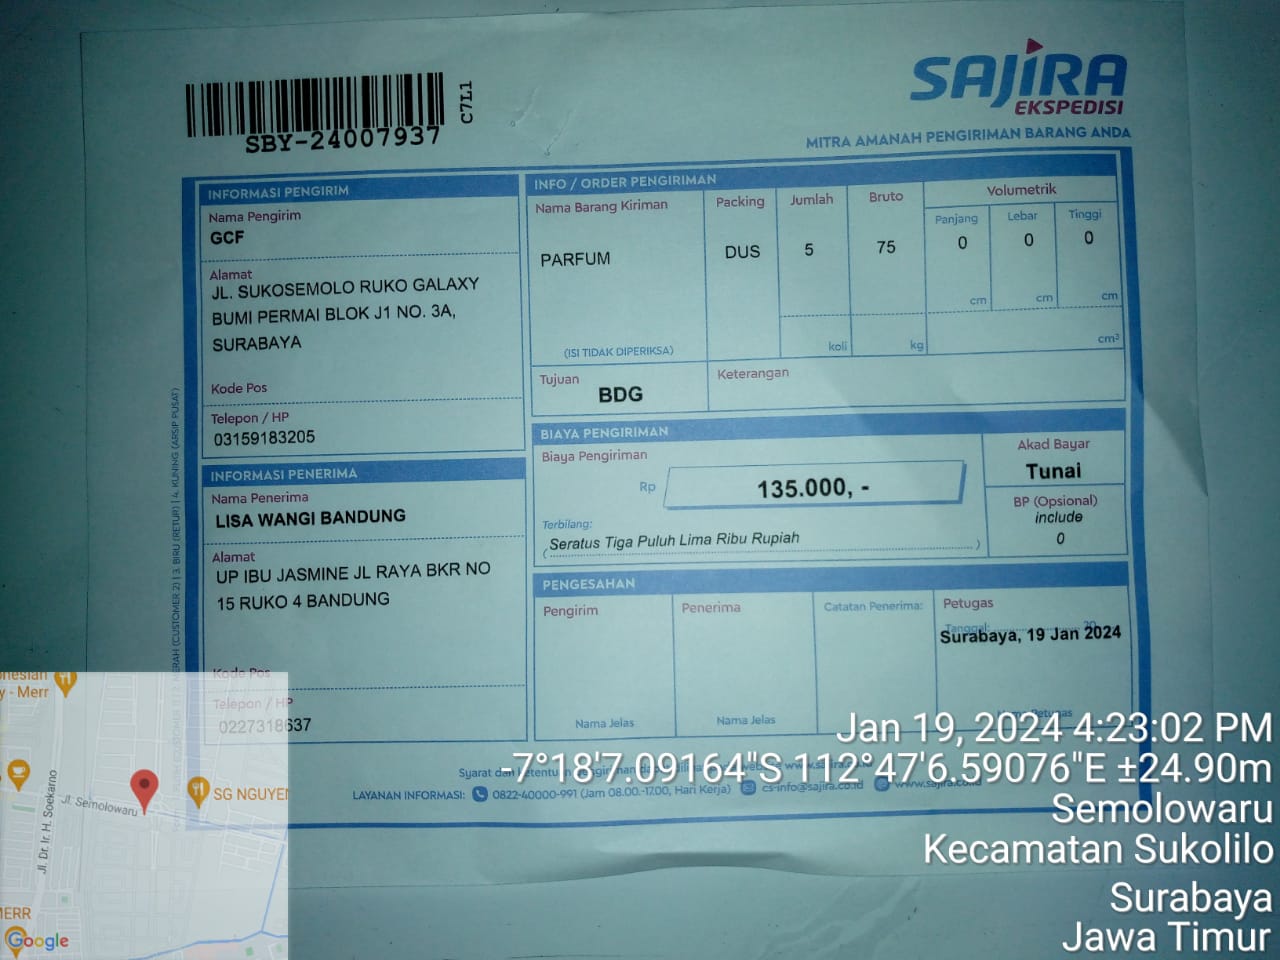 SBY-24007937
C7L1
SAJIRA
EKSPEDISI
MITRA AMANAH PENGIRIMAN BARANG ANDA
INFORMASI PENGIRIM
Nama Pengirim
GCF
Alamat
JL. SUKOSEMOLO RUKO GALAXY
BUMI PERMAI BLOK J1 NO. 3A,
SURABAYA
Kode Pos
Telepon / HP
03159183205
INFORMASI PENERIMA
Nama Penerima
LISA WANGI BANDUNG
Alamat
UP IBU JASMINE JL RAYA BKR NO
15 RUKO 4 BANDUNG
Kode Pos
Telepon / HP
0227318637
INFO / ORDER PENGIRIMAN
Nama Barang Kiriman
Packing
Jumlah
Bruto
Volumetrik
Panjang
Lebar
Tinggi
PARFUM
DUS
5
75
0
0
0
cm
cm
cm
(ISI TIDAK DIPERIKSA)
koli
kg
cm³
Tujuan
BDG
Keterangan
BIAYA PENGIRIMAN
Biaya Pengiriman
Rp
135.000, -
Terbilang:
(Seratus Tiga Puluh Lima Ribu Rupiah)
Akad Bayar
Tunai
BP (Opsional)
include
0
PENGESAHAN
Pengirim
Penerima
Catatan Penerima:
Petugas
Tanggal: 20
Surabaya, 19 Jan 2024
Nama Jelas
Nama Jelas
Nama Petugas
(CUSTOMER 2) | 3. BIRU (RETUR) | 4. KUNING (ARSIP PUSAT)
Syarat dan ketentuan pengiriman
LAYANAN INFORMASI: 0822-40000-991 (Jam 08.00.-17.00, Hari Kerja) cs-info@sajira.co.id www.sajira.co.id
Jan 19, 2024 4:23:02 PM
-7°18'7.09164"S 112°47'6.59076"E ±24.90m
Semolowaru
Kecamatan Sukolilo
Surabaya
Jawa Timur
y - Merr
Jl. Dr. Ir. H. Soekarno
Jl. Semolowaru
SG NGUYEN
MERR
Google